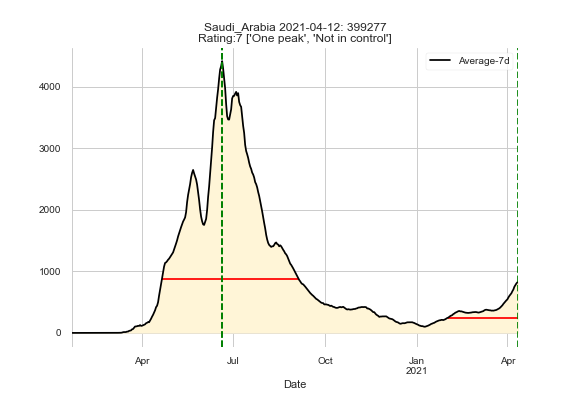 Saudi_Arabia 2021-04-12: 399277
Rating:7 ['One peak', 'Not in control']
Average-7d
4000
3000
2000
1000
0
Apr
Jul
Oct
Jan
2021
Apr
Date